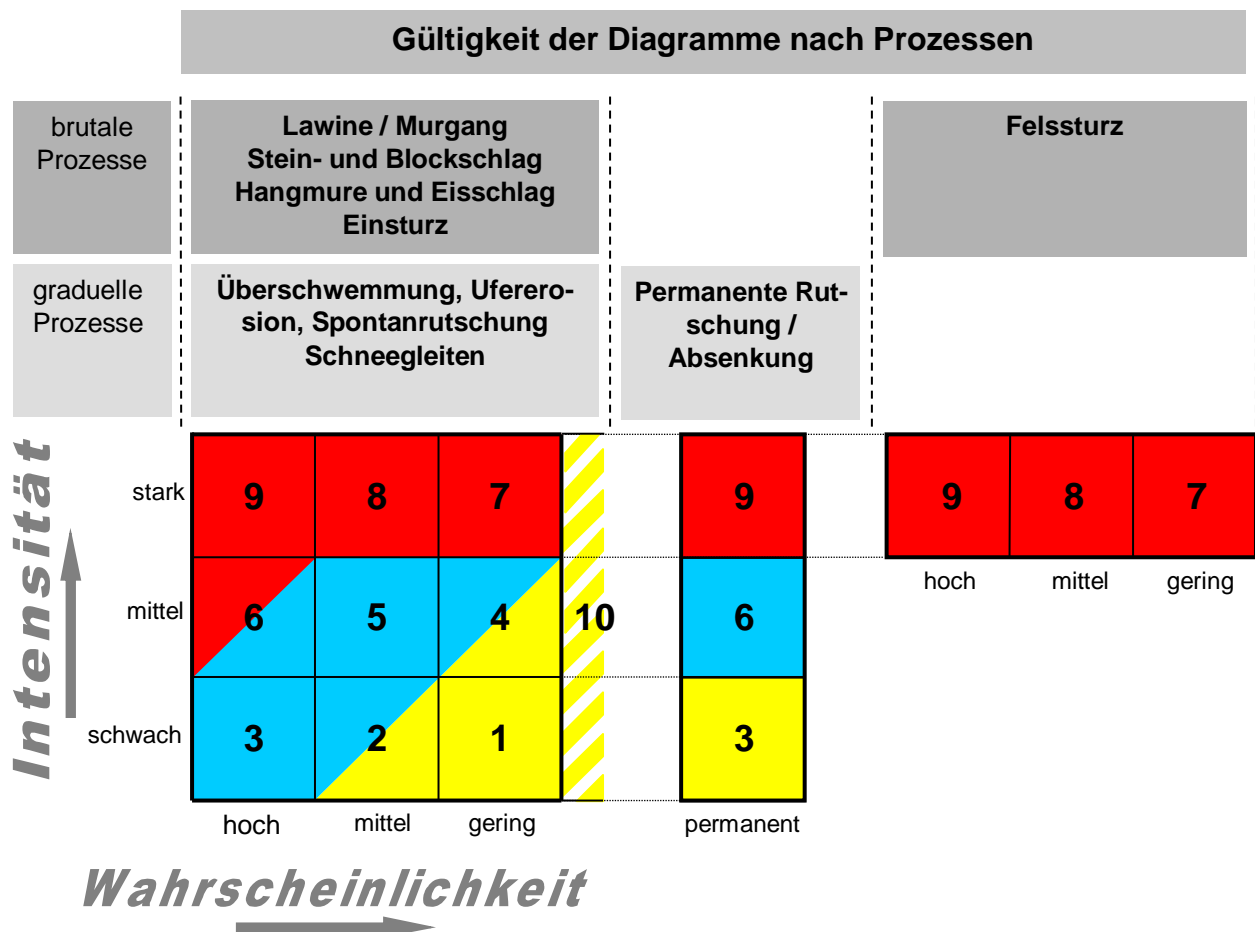 Gültigkeit der Diagramme nach Prozessen
brutale
Prozesse
Lawine / Murgang
Stein- und Blockschlag
Hangmure und Eisschlag
Einsturz
Felssturz
graduelle
Prozesse
Überschwemmung, Ufererosion, Spontanrutschung
Schneegleiten
Permanente Rut-
schung /
Absenkung
Intensität
stark
9
8
7
9
9
8
7
hoch
mittel
gering
mittel
6
5
4
10
6
schwach
3
2
1
3
hoch
mittel
gering
permanent
Wahrscheinlichkeit